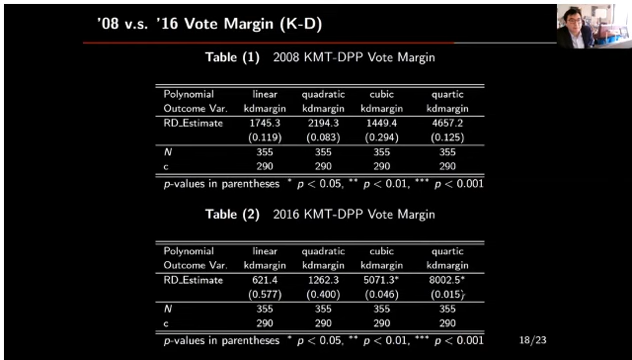 '08 v.s. '16 Vote Margin (K-D)
Table (1) 2008 KMT-DPP Vote Margin
Polynomial linear quadratic cubic quartic
Outcome Var. kdmargin kdmargin kdmargin kdmargin
RD_Estimate 1745.3 2194.3 1449.4 4657.2
(0.119) (0.083) (0.294) (0.125)
N 355 355 355 355
c 290 290 290 290
p-values in parentheses * p < 0.05, ** p < 0.01, *** p < 0.001
Table (2) 2016 KMT-DPP Vote Margin
Polynomial linear quadratic cubic quartic
Outcome Var. kdmargin kdmargin kdmargin kdmargin
RD_Estimate 621.4 1262.3 5071.3* 8002.5*
(0.577) (0.400) (0.046) (0.015)
N 355 355 355 355
c 290 290 290 290
p-values in parentheses * p < 0.05, ** p < 0.01, *** p < 0.001
18/23